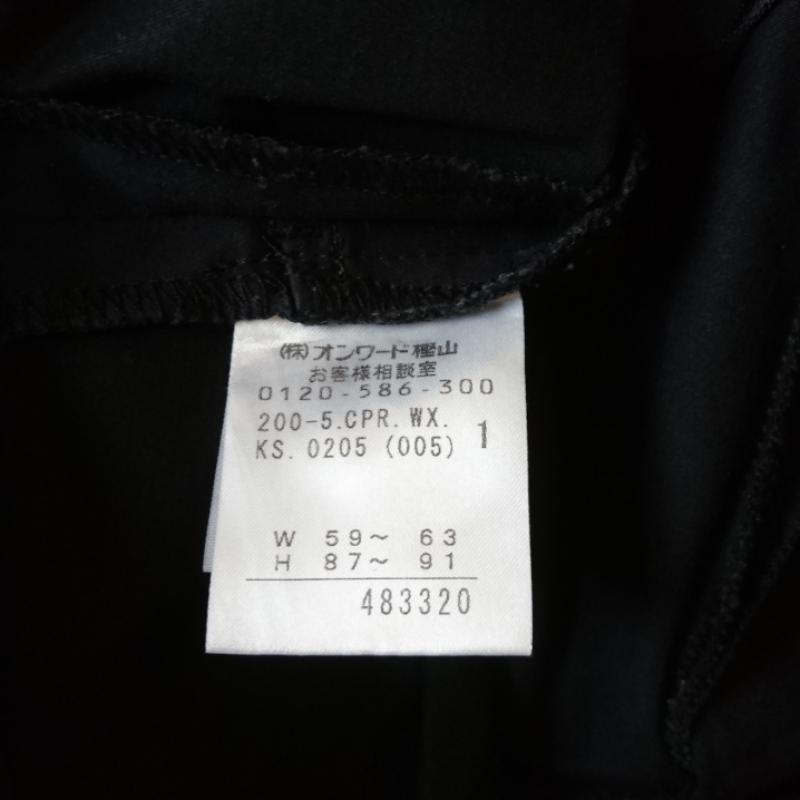 (株)オンワード樫山
お客様相談室
0120-586-300
200-5.CPR.WX.
KS.0205 (005) 1
W 59～ 63
H 87～ 91
483320